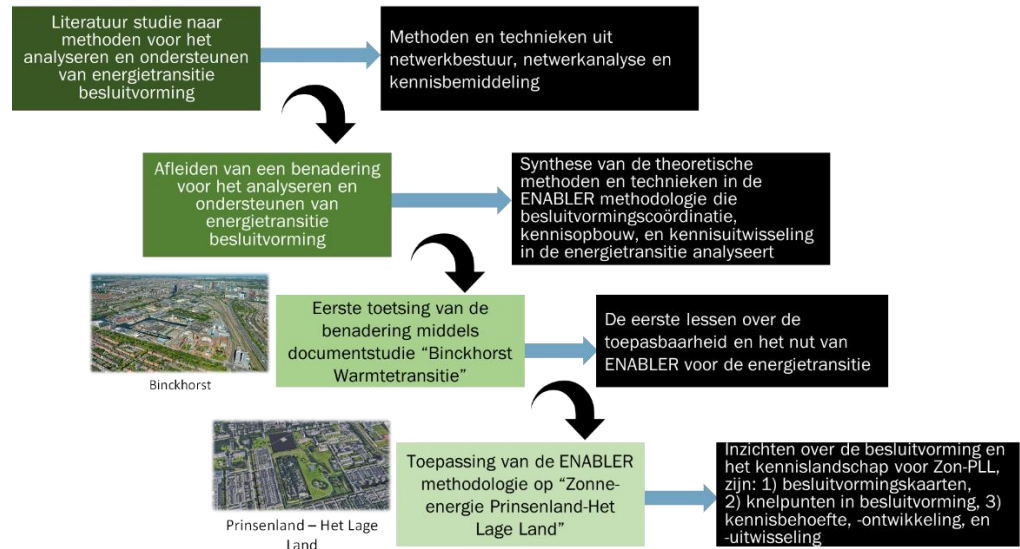 Literatuur studie naar
methoden voor het
analyseren en ondersteunen
van energietransitie
besluitvorming
Methoden en technieken uit
netwerkbestuur, netwerkanalyse en
kennisbemiddeling
Afleiden van een benadering
voor het analyseren en
ondersteunen van
energietransitie
besluitvorming
Synthese van de theoretische
methoden en technieken in de
ENABLER methodologie die
besluitvormingscoördinatie,
kennisopbouw, en kennisuitwisseling
in de energietransitie analyseert
Binckhorst
Eerste toetsing van de
benadering middels
documentstudie “Binckhorst
Warmtetransitie”
De eerste lessen over de
toepasbaarheid en het nut van
ENABLER voor de energietransitie
Prinsenland – Het Lage
Land
Toepassing van de ENABLER
methodologie op “Zonne-
energie Prinsenland-Het
Lage Land”
Inzichten over de besluitvorming en
het kennislandschap voor Zon-PLL,
zijn: 1) besluitvormingskaarten,
2) knelpunten in besluitvorming, 3)
kennisbehoefte, -ontwikkeling, en
-uitwisseling